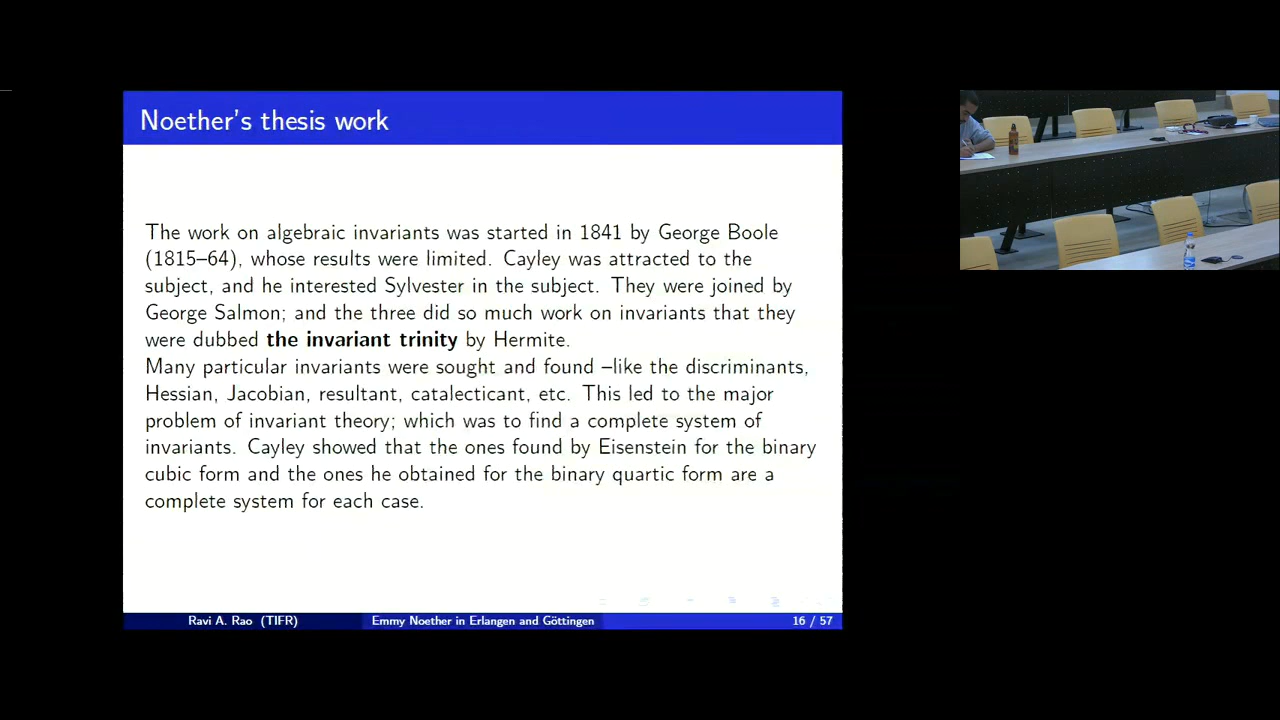 Noether's thesis work
The work on algebraic invariants was started in 1841 by George Boole
(1815–64), whose results were limited. Cayley was attracted to the
subject, and he interested Sylvester in the subject. They were joined by
George Salmon; and the three did so much work on invariants that they
were dubbed the invariant trinity by Hermite.
Many particular invariants were sought and found –like the discriminants,
Hessian, Jacobian, resultant, catalecticant, etc. This led to the major
problem of invariant theory; which was to find a complete system of
invariants. Cayley showed that the ones found by Eisenstein for the binary
cubic form and the ones he obtained for the binary quartic form are a
complete system for each case.
Ravi A. Rao (TIFR) Emmy Noether in Erlangen and Göttingen 16 / 57